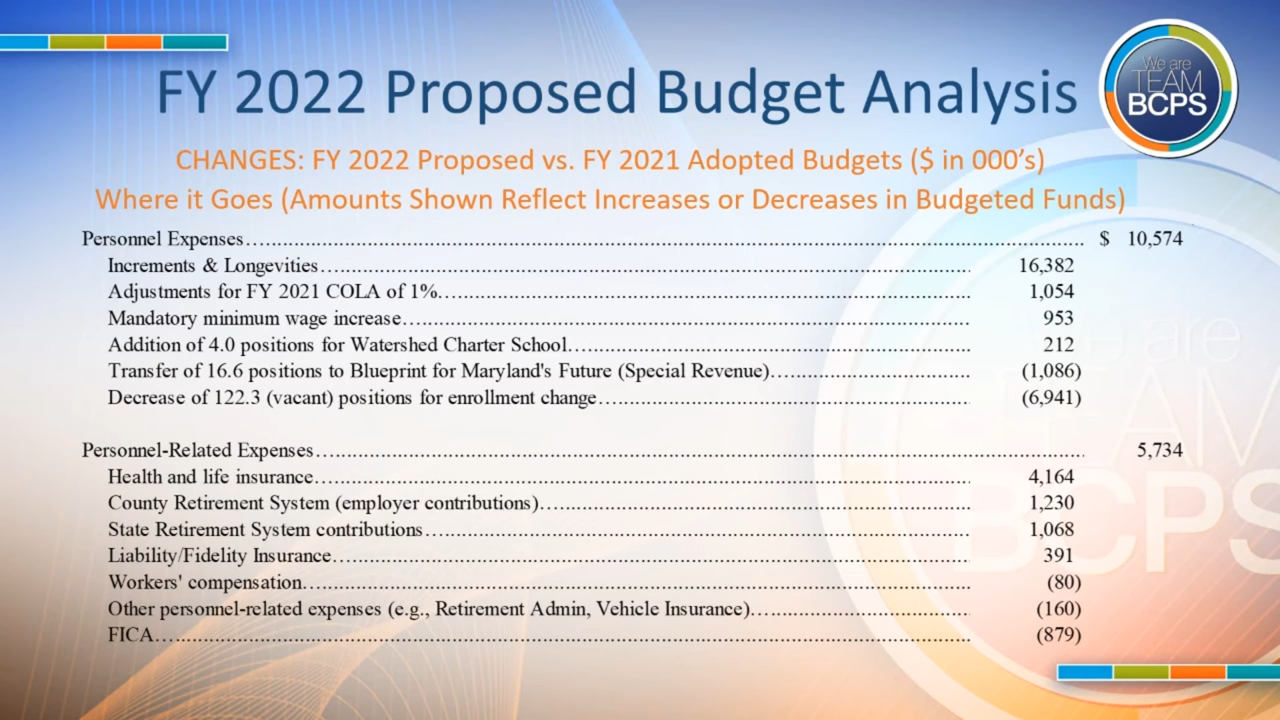 We are
TEAM
BCPS
FY 2022 Proposed Budget Analysis
CHANGES: FY 2022 Proposed vs. FY 2021 Adopted Budgets ($ in 000's)
Where it Goes (Amounts Shown Reflect Increases or Decreases in Budgeted Funds)
Personnel Expenses $ 10,574
Increments & Longevities 16,382
Adjustments for FY 2021 COLA of 1% 1,054
Mandatory minimum wage increase 953
Addition of 4.0 positions for Watershed Charter School 212
Transfer of 16.6 positions to Blueprint for Maryland's Future (Special Revenue) (1,086)
Decrease of 122.3 (vacant) positions for enrollment change (6,941)
Personnel-Related Expenses 5,734
Health and life insurance 4,164
County Retirement System (employer contributions) 1,230
State Retirement System contributions 1,068
Liability/Fidelity Insurance 391
Workers' compensation (80)
Other personnel-related expenses (e.g., Retirement Admin, Vehicle Insurance) (160)
FICA (879)
We are
TEAM
BCPS